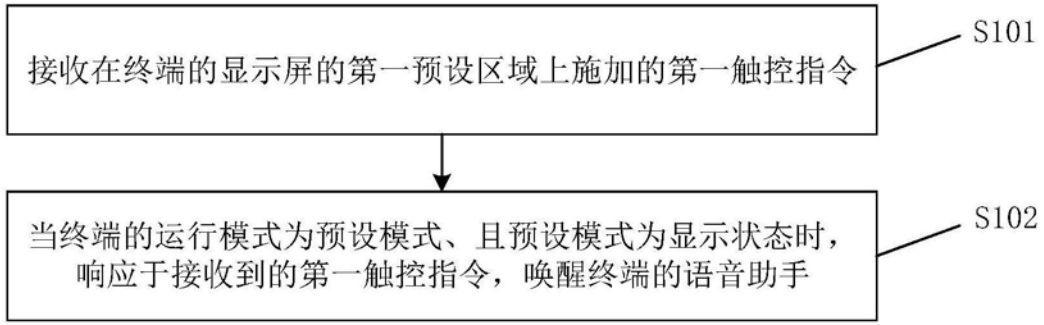 接收在终端的显示屏的第一预设区域上施加的第一触控指令
S101
当终端的运行模式为预设模式、且预设模式为显示状态时，
响应于接收到的第一触控指令，唤醒终端的语音助手
S102